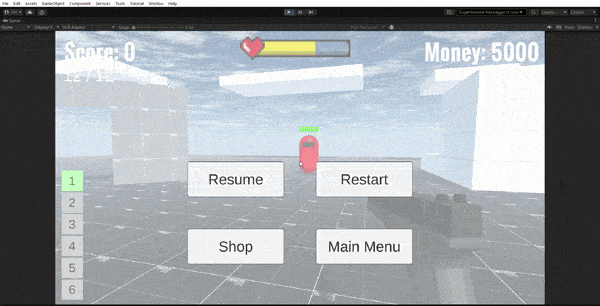 File Edit Assets GameObject Component Services Tools Tutorial Window Help
Game
Score: 0
Money: 5000
12 / 12
1
Resume
Restart
2
3
4
Shop
Main Menu
5
6